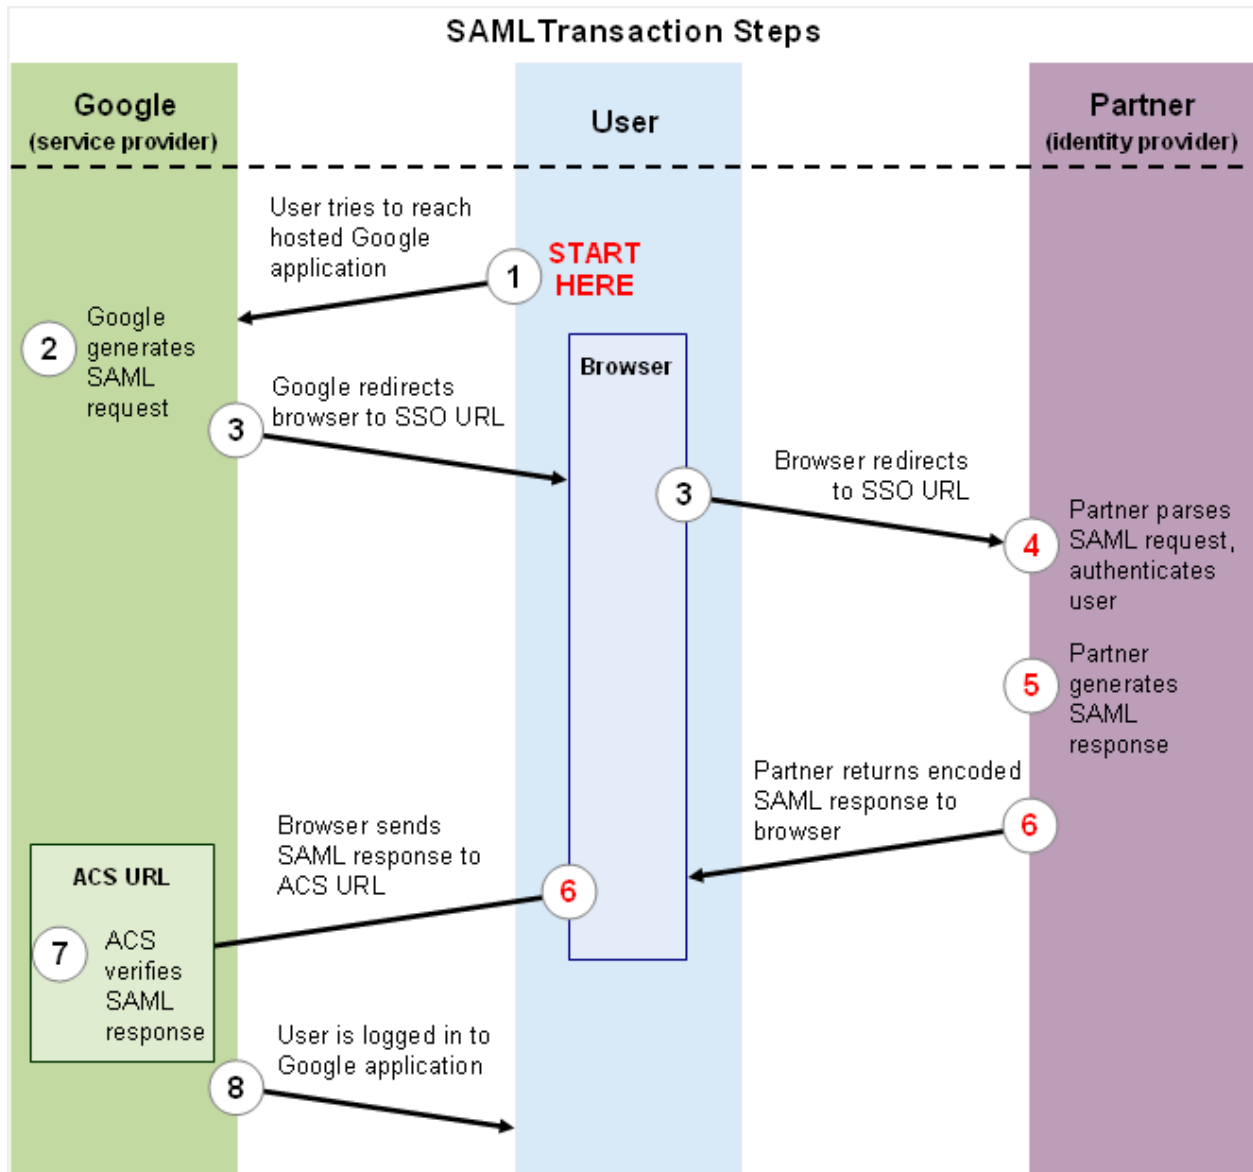 SAML Transaction Steps
Google
(service provider)
User
Partner
(identity provider)
User tries to reach
hosted Google
application
1
START
HERE
2
Google
generates
SAML
request
Browser
3
Google redirects
browser to SSO URL
3
Browser redirects
to SSO URL
4
Partner parses
SAML request,
authenticates
user
5
Partner
generates
SAML
response
Partner returns encoded
SAML response to
browser
6
Browser sends
SAML response to
ACS URL
6
ACS URL
7
ACS
verifies
SAML
response
User is logged in to
Google application
8